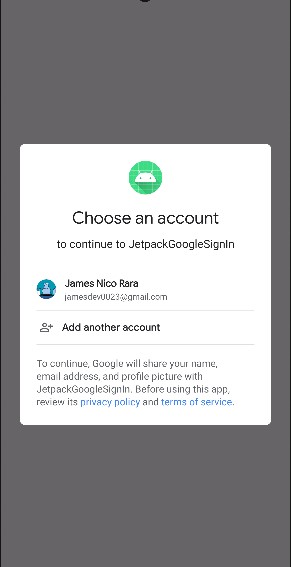 Choose an account
to continue to JetpackGoogleSignIn
James Nico Rara
jamesdev0023@gmail.com
Add another account
To continue, Google will share your name,
email address, and profile picture with
JetpackGoogleSignIn. Before using this app,
review its privacy policy and terms of service.